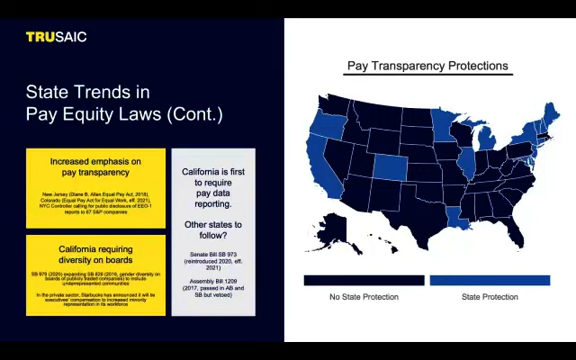 TRUSAIC
State Trends in
Pay Equity Laws (Cont.)
Increased emphasis on
pay transparency
New Jersey (Diane B. Allen Equal Pay Act, 2018),
Colorado (Equal Pay Act for Equal Work, eff. 2021),
NYC Controller calling for public disclosure of EEO-1
reports to 67 S&P companies
California requiring
diversity on boards
SB 979 (2020) expanding SB 826 (2018, gender diversity on
boards of publicly traded companies) to include
underrepresented communities
In the private sector, Starbucks has announced it will tie
executives' compensation to increased minority
representation in its workforce
California is first
to require
pay data
reporting.
Other states to
follow?
Senate Bill SB 973
(reintroduced 2020, eff.
2021)
Assembly Bill 1209
(2017, passed in AB and
SB but vetoed)
Pay Transparency Protections
No State Protection
State Protection